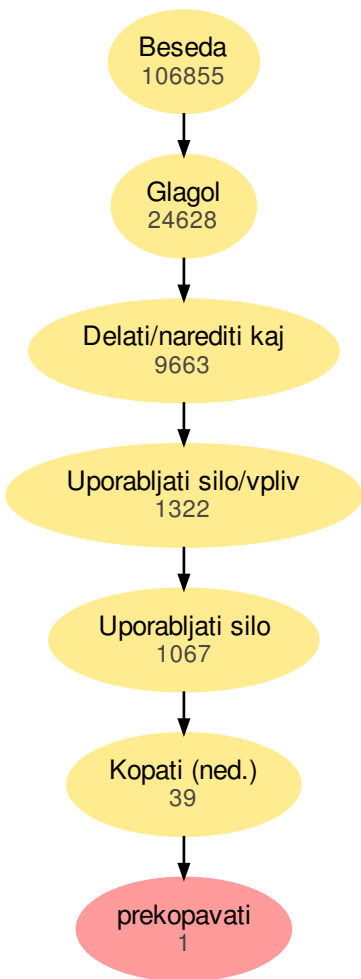 Beseda
106855
Glagol
24628
Delati/narediti kaj
9663
Uporabljati silo/vpliv
1322
Uporabljati silo
1067
Kopati (ned.)
39
prekopavati
1